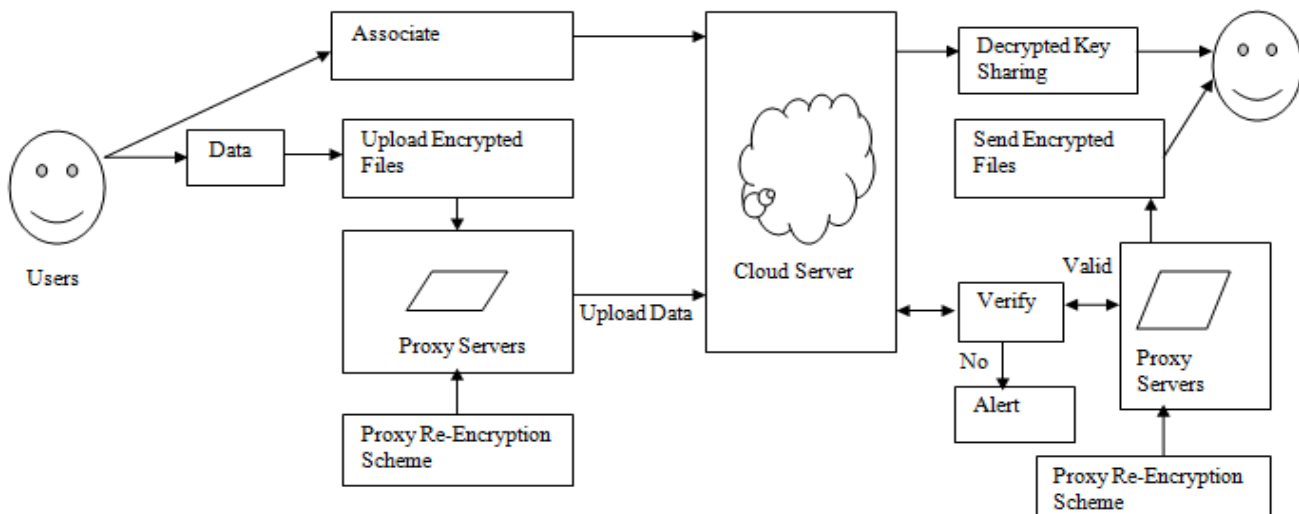 Associate
Decrypted Key
Sharing
Data
Upload Encrypted
Files
Send Encrypted
Files
Users
Cloud Server
Valid
Verify
Upload Data
Proxy Servers
No
Proxy
Servers
Alert
Proxy Re-Encryption
Scheme
Proxy Re-Encryption
Scheme